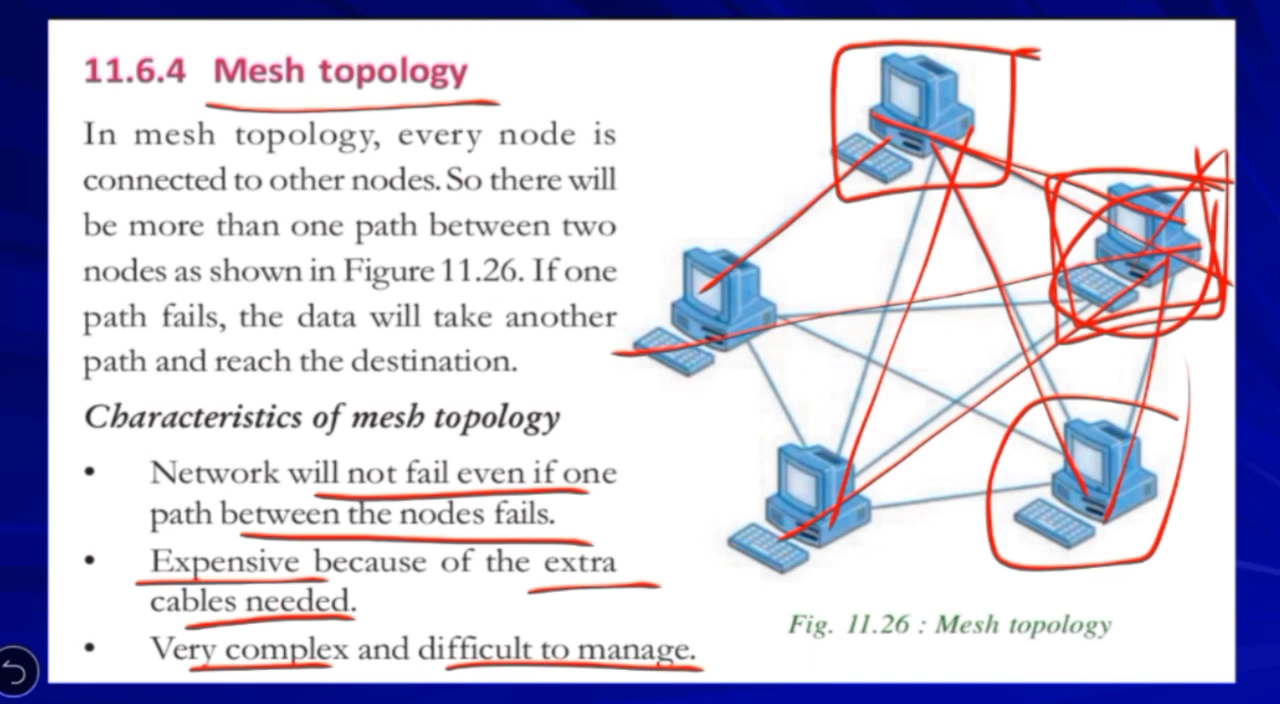 11.6.4 Mesh topology
In mesh topology, every node is
connected to other nodes. So there will
be more than one path between two
nodes as shown in Figure 11.26. If one
path fails, the data will take another
path and reach the destination.
Characteristics of mesh topology
• Network will not fail even if one
path between the nodes fails.
• Expensive because of the extra
cables needed.
• Very complex and difficult to manage.
Fig. 11.26 : Mesh topology